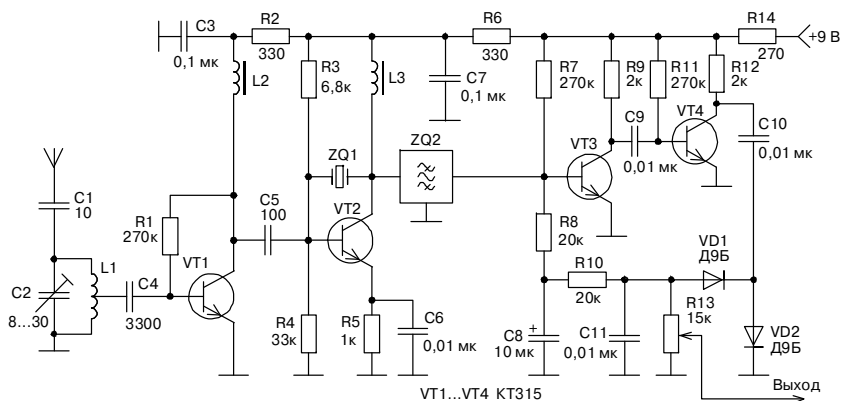 C3
0,1 мк
R2
330
R6
330
R14
270
+9 В
L2
R3
6,8к
L3
C7
0,1 мк
R7
270к
R9
2к
R11
270к
R12
2к
ZQ1
ZQ2
VT3
C9
0,01 мк
VT4
C10
0,01 мк
C1
10
R1
270к
C5
100
VT2
VT1
R8
20к
L1
C4
3300
C2
8...30
R4
33к
R5
1к
C6
0,01 мк
C8
+
10 мк
R10
20к
C11
0,01 мк
VD1
Д9Б
R13
15к
VD2
Д9Б
Выход
VT1...VT4 КТ315